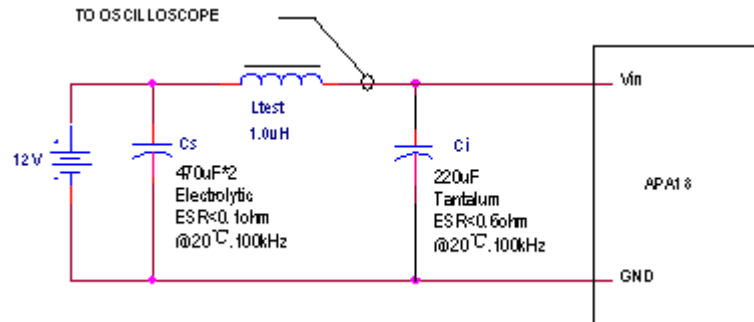 TO OSCILLOSCOPE
Vin
Ltest
1.0uH
12V
Cs
470uF*2
Electrolytic
ESR<0.1ohm
@20℃.100kHz
Ci
220uF
Tantalum
ESR<0.6ohm
@20℃.100kHz
APA18
GND